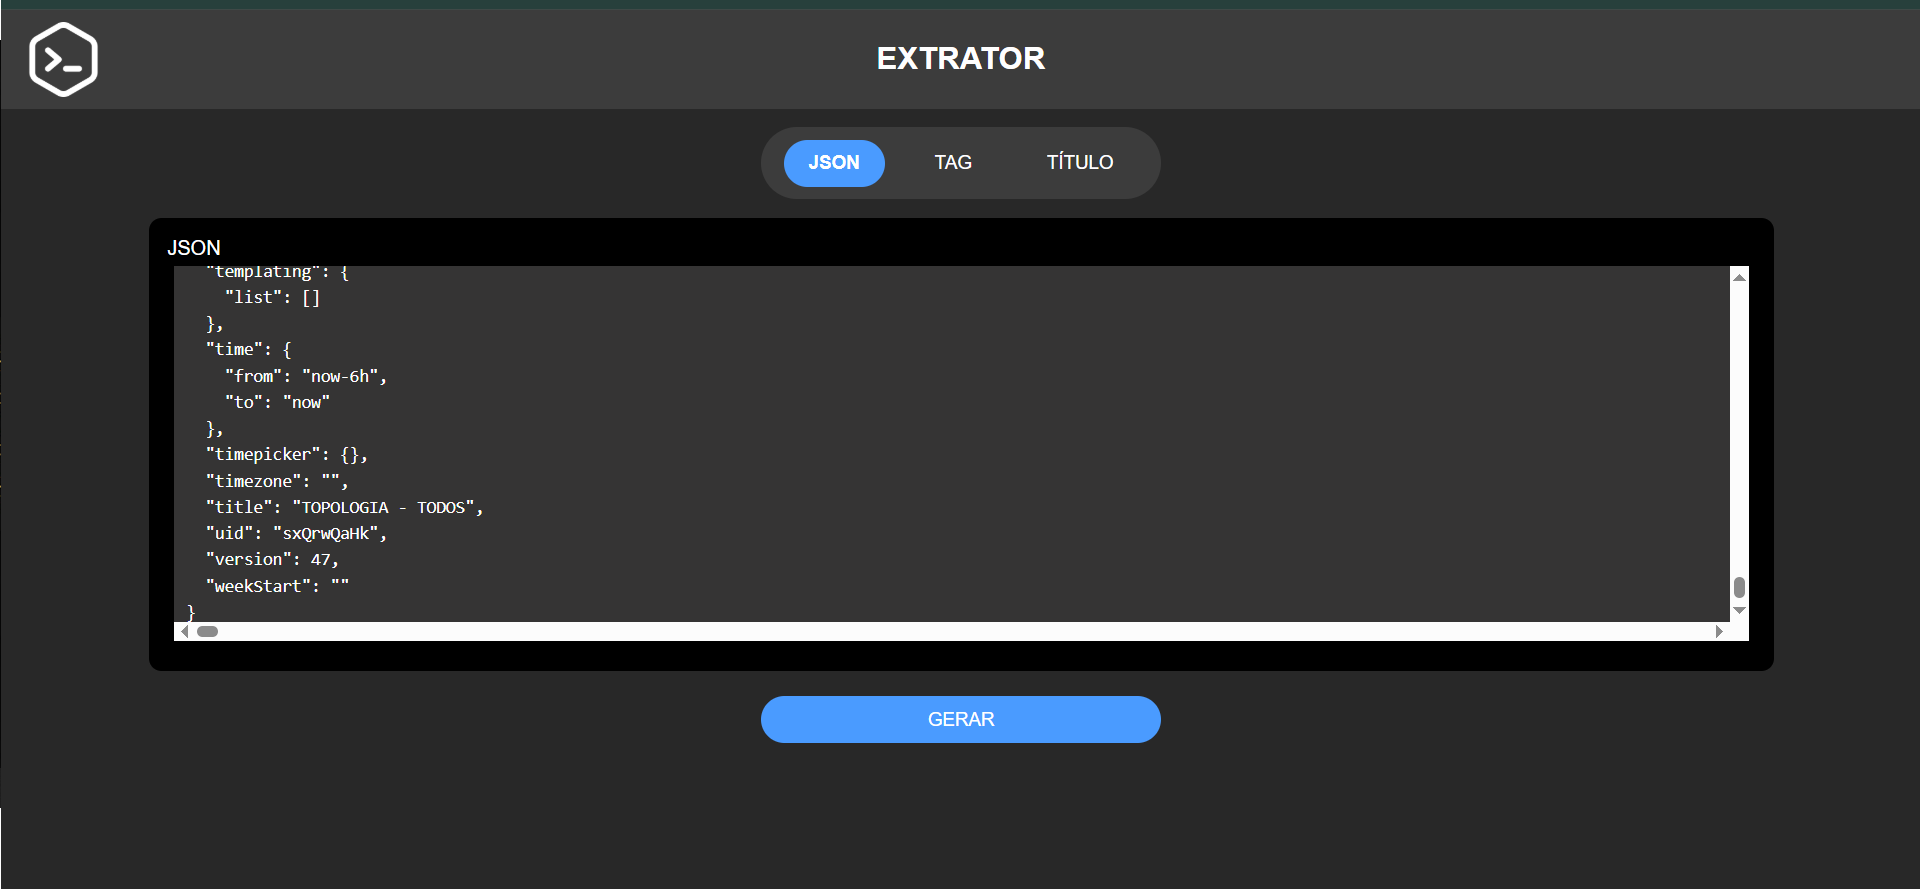 EXTRATOR
JSON TAG TÍTULO
JSON
"templating": {
"list": []
},
"time": {
"from": "now-6h",
"to": "now"
},
"timepicker": {},
"timezone": "",
"title": "TOPOLOGIA - TODOS",
"uid": "sxQrwQaHk",
"version": 47,
"weekStart": ""
}
GERAR